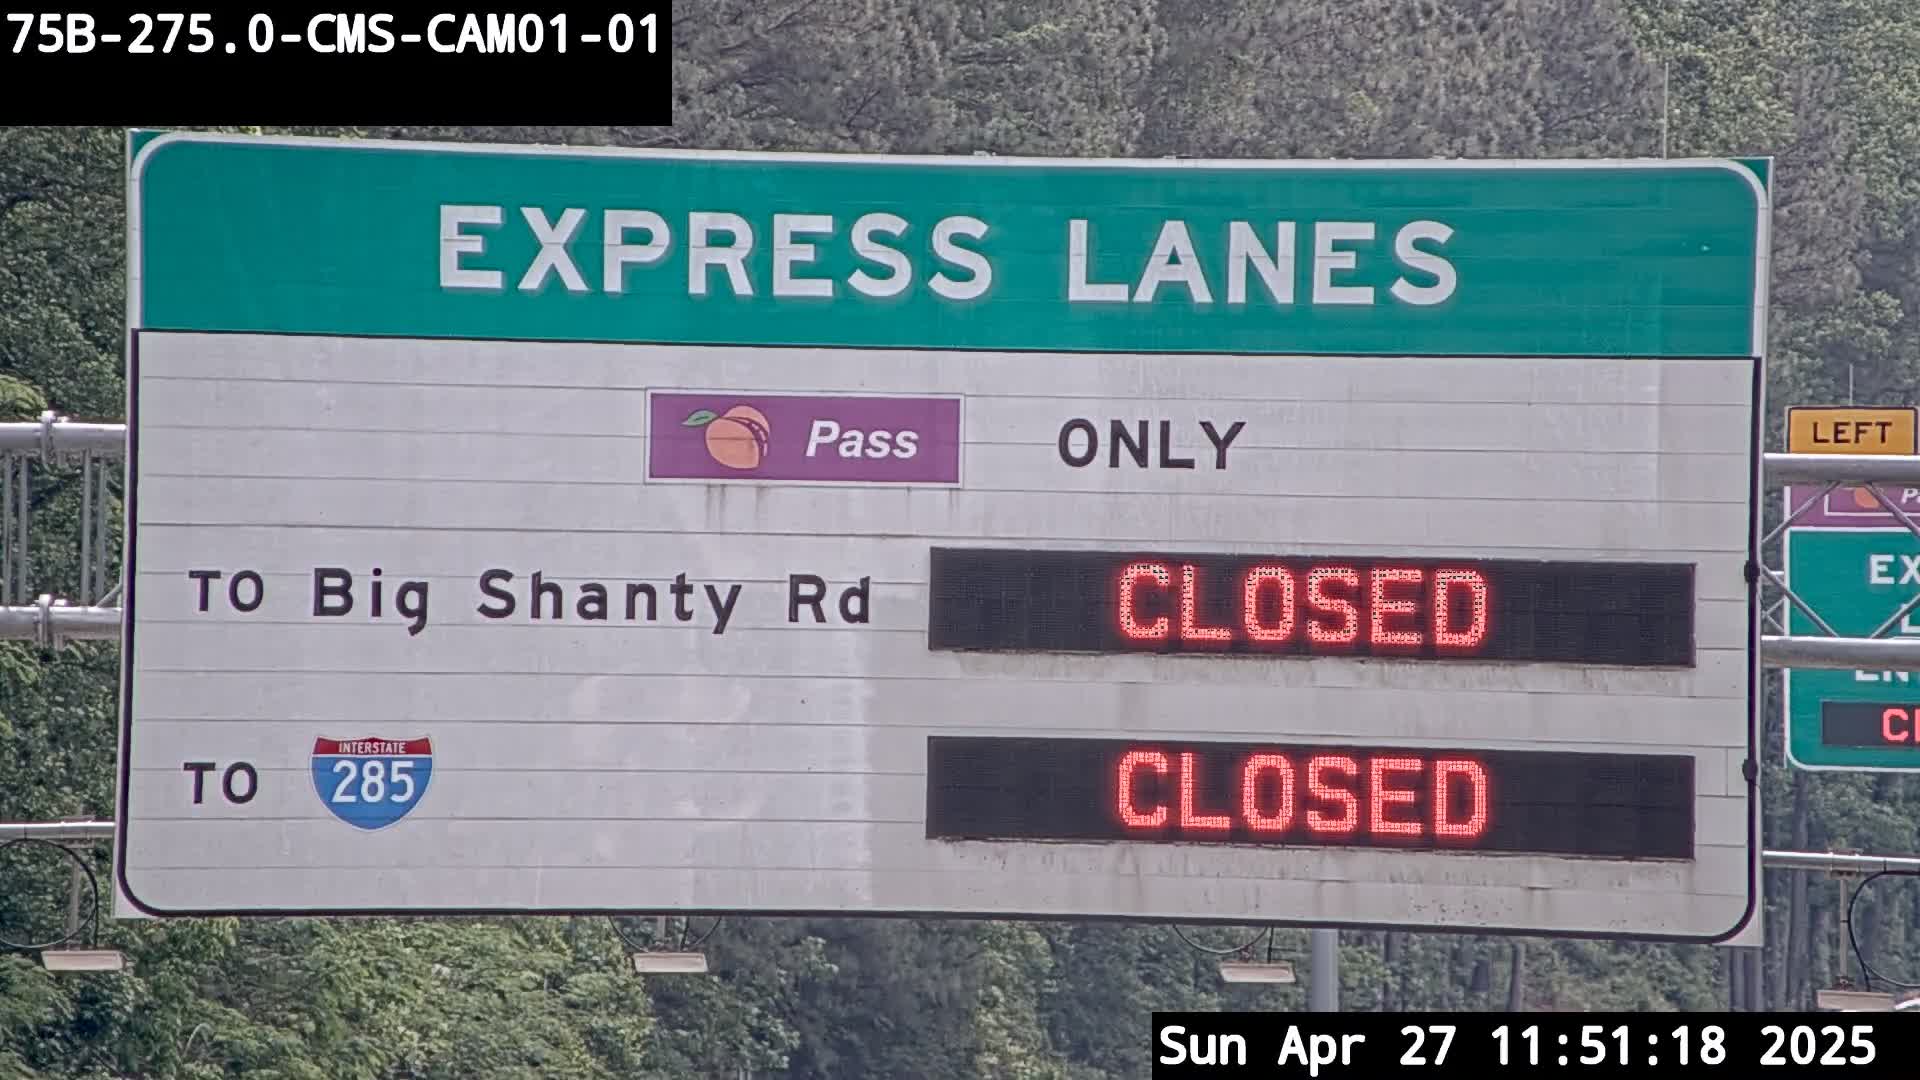 75B-275.0-CMS-CAM01-01
EXPRESS LANES
Pass ONLY
TO Big Shanty Rd CLOSED
TO INTERSTATE 285 CLOSED
LEFT
EX
Sun Apr 27 11:51:18 2025